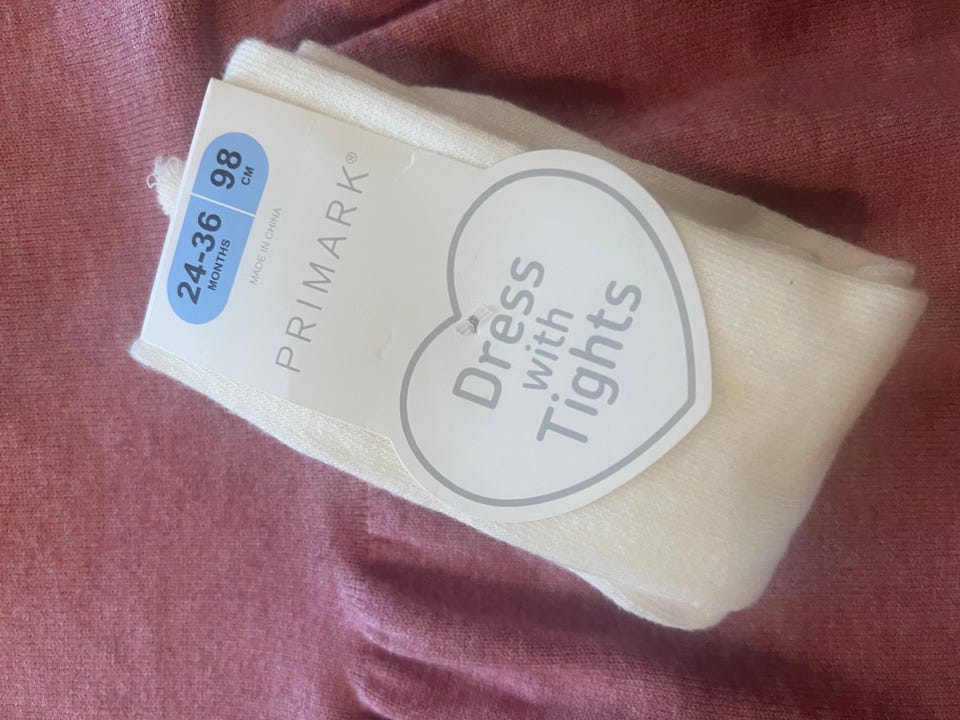 24-36 98
MONTHS CM
MADE IN CHINA
PRIMARK®
Dress
with
Tights